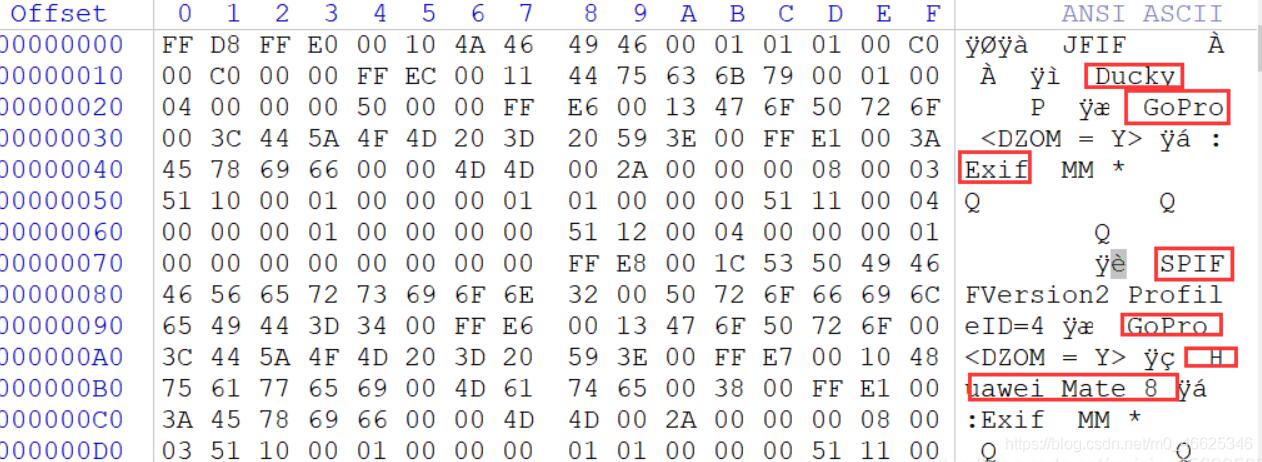 Offset 0 1 2 3 4 5 6 7 8 9 A B C D E F ANSI ASCII
00000000 FF D8 FF E0 00 10 4A 46 49 46 00 01 01 01 00 C0 ÿØÿà JFIF À
00000010 00 C0 00 00 FF EC 00 11 44 75 63 6B 79 00 01 00 À ÿì Ducky
00000020 04 00 00 00 50 00 00 FF E6 00 13 47 6F 50 72 6F P ÿæ GoPro
00000030 00 3C 44 5A 4F 4D 20 3D 20 59 3E 00 FF E1 00 3A <DZOM = Y> ÿá :
00000040 45 78 69 66 00 00 4D 4D 00 2A 00 00 00 08 00 03 Exif MM *
00000050 51 10 00 01 00 00 00 01 01 00 00 00 51 11 00 04 Q Q
00000060 00 00 00 01 00 00 00 00 51 12 00 04 00 00 00 01 Q
00000070 00 00 00 00 00 00 00 00 FF E8 00 1C 53 50 49 46 ÿè SPIF
00000080 46 56 65 72 73 69 6F 6E 32 00 50 72 6F 66 69 6C FVersion2 Profil
00000090 65 49 44 3D 34 00 FF E6 00 13 47 6F 50 72 6F 00 eID=4 ÿæ GoPro
000000A0 3C 44 5A 4F 4D 20 3D 20 59 3E 00 FF E7 00 10 48 <DZOM = Y> ÿç H
000000B0 75 61 77 65 69 00 4D 61 74 65 00 38 00 FF E1 00 uawei Mate 8 ÿá
000000C0 3A 45 78 69 66 00 00 4D 4D 00 2A 00 00 00 08 00 :Exif MM *
000000D0 03 51 10 00 01 00 00 00 01 01 00 00 00 51 11 00 Q Q